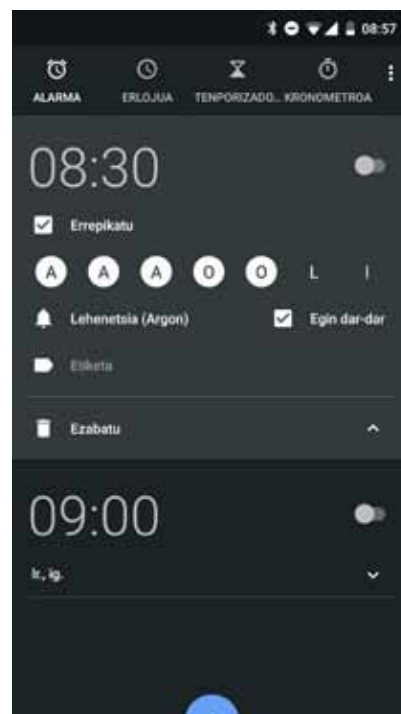 08:57
ALARMA ERLOJUA TENPORIZADO... KRONOMETROA
08:30
Errepikatu
A A A O O L I
Lehenetsia (Argon) Egin dar-dar
Etiketa
Ezabatu
09:00
lr., ig.